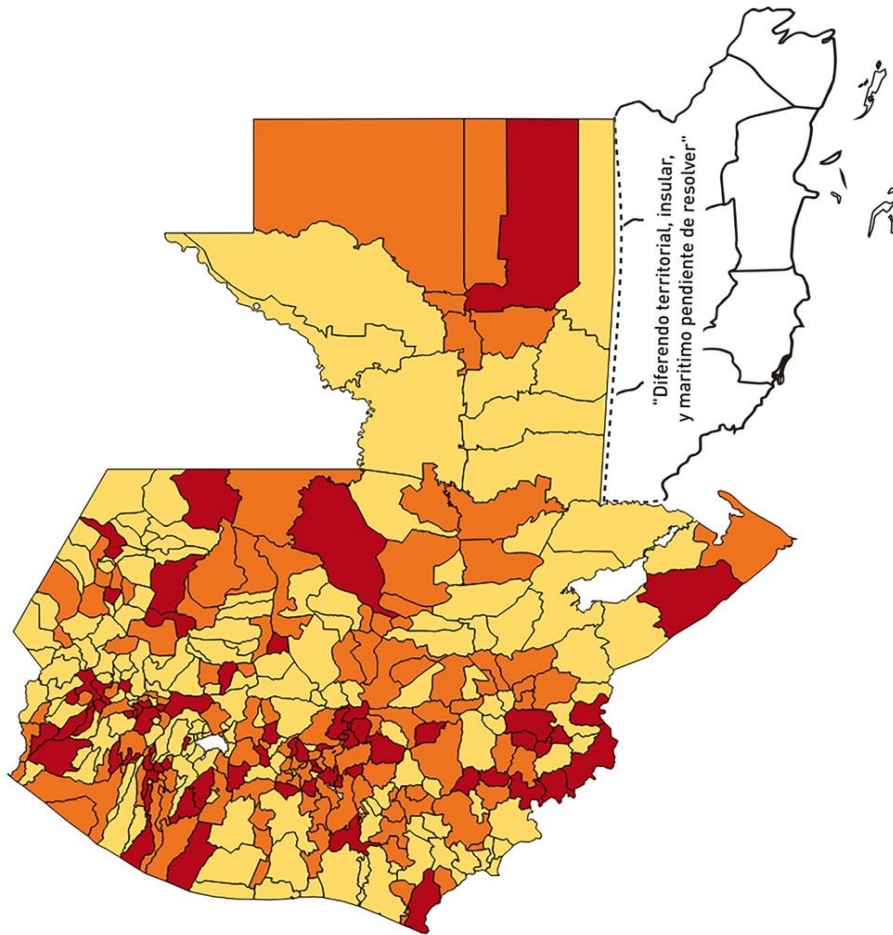 "Diferendo territorial, insular,
y marítimo pendiente de resolver"